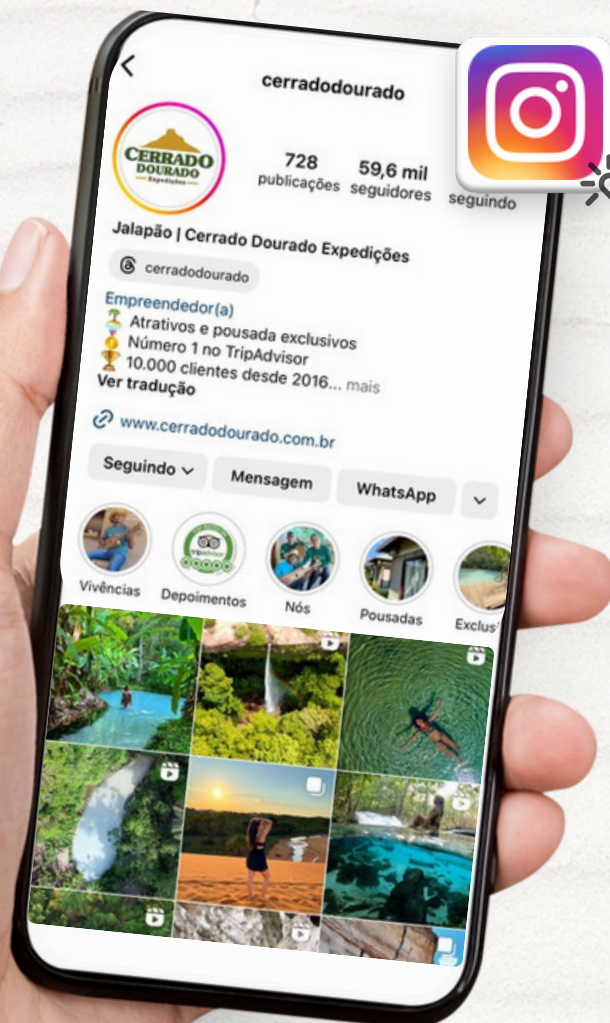 cerradodourado
CERRADO
DOURADO
Expedições
728
publicações
59,6 mil
seguidores
seguindo
Jalapão | Cerrado Dourado Expedições
cerradodourado
Empreendedor(a)
🏝️ Atrativos e pousada exclusivos
🏅 Número 1 no TripAdvisor
🏆 10.000 clientes desde 2016... mais
Ver tradução
www.cerradodourado.com.br
Seguindo
Mensagem
WhatsApp
tripadvisor
Vivências
Depoimentos
Nós
Pousadas
Exclus